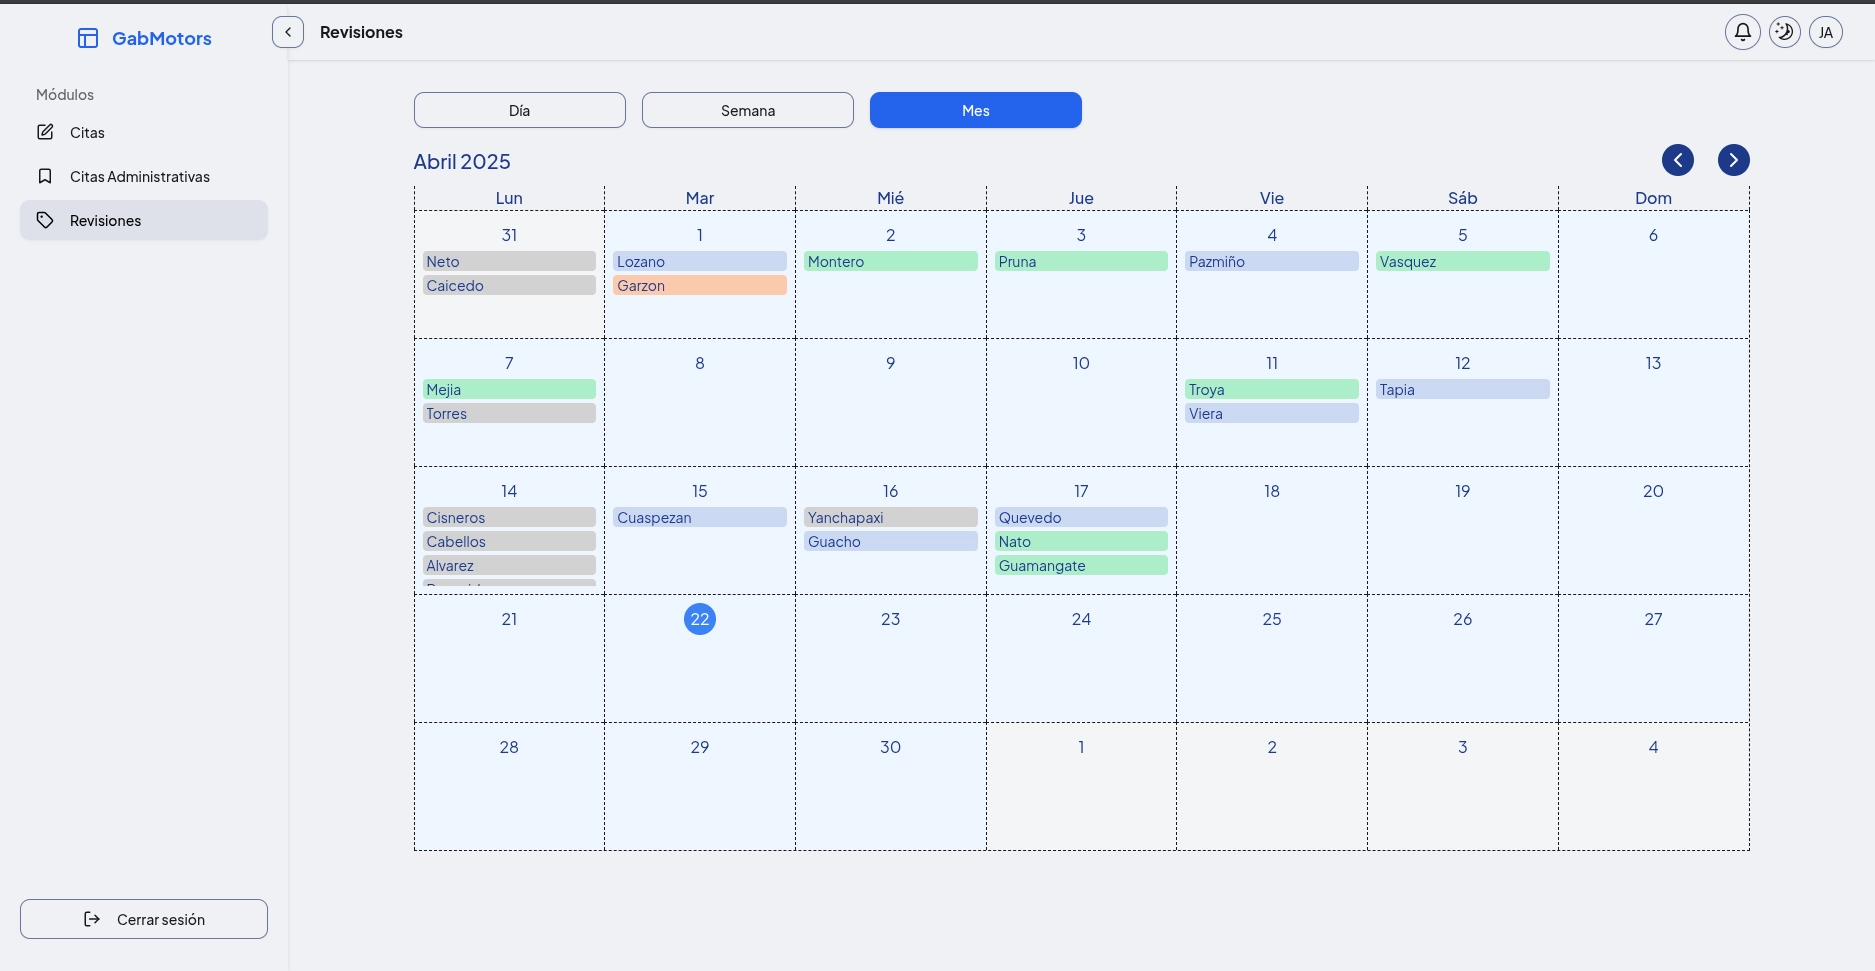 GabMotors
Revisiones
JA
Módulos
Citas
Citas Administrativas
Revisiones
Cerrar sesión
Día
Semana
Mes
Abril 2025
Lun Mar Mié Jue Vie Sáb Dom
31 1 2 3 4 5 6
Neto Lozano Montero Pruna Pazmiño Vasquez
Caicedo Garzon
7 8 9 10 11 12 13
Mejia Troya Tapia
Torres Viera
14 15 16 17 18 19 20
Cisneros Cuaspezan Yanchapaxi Quevedo
Cabellos Guacho Nato
Alvarez Guamangate
21 22 23 24 25 26 27
28 29 30 1 2 3 4